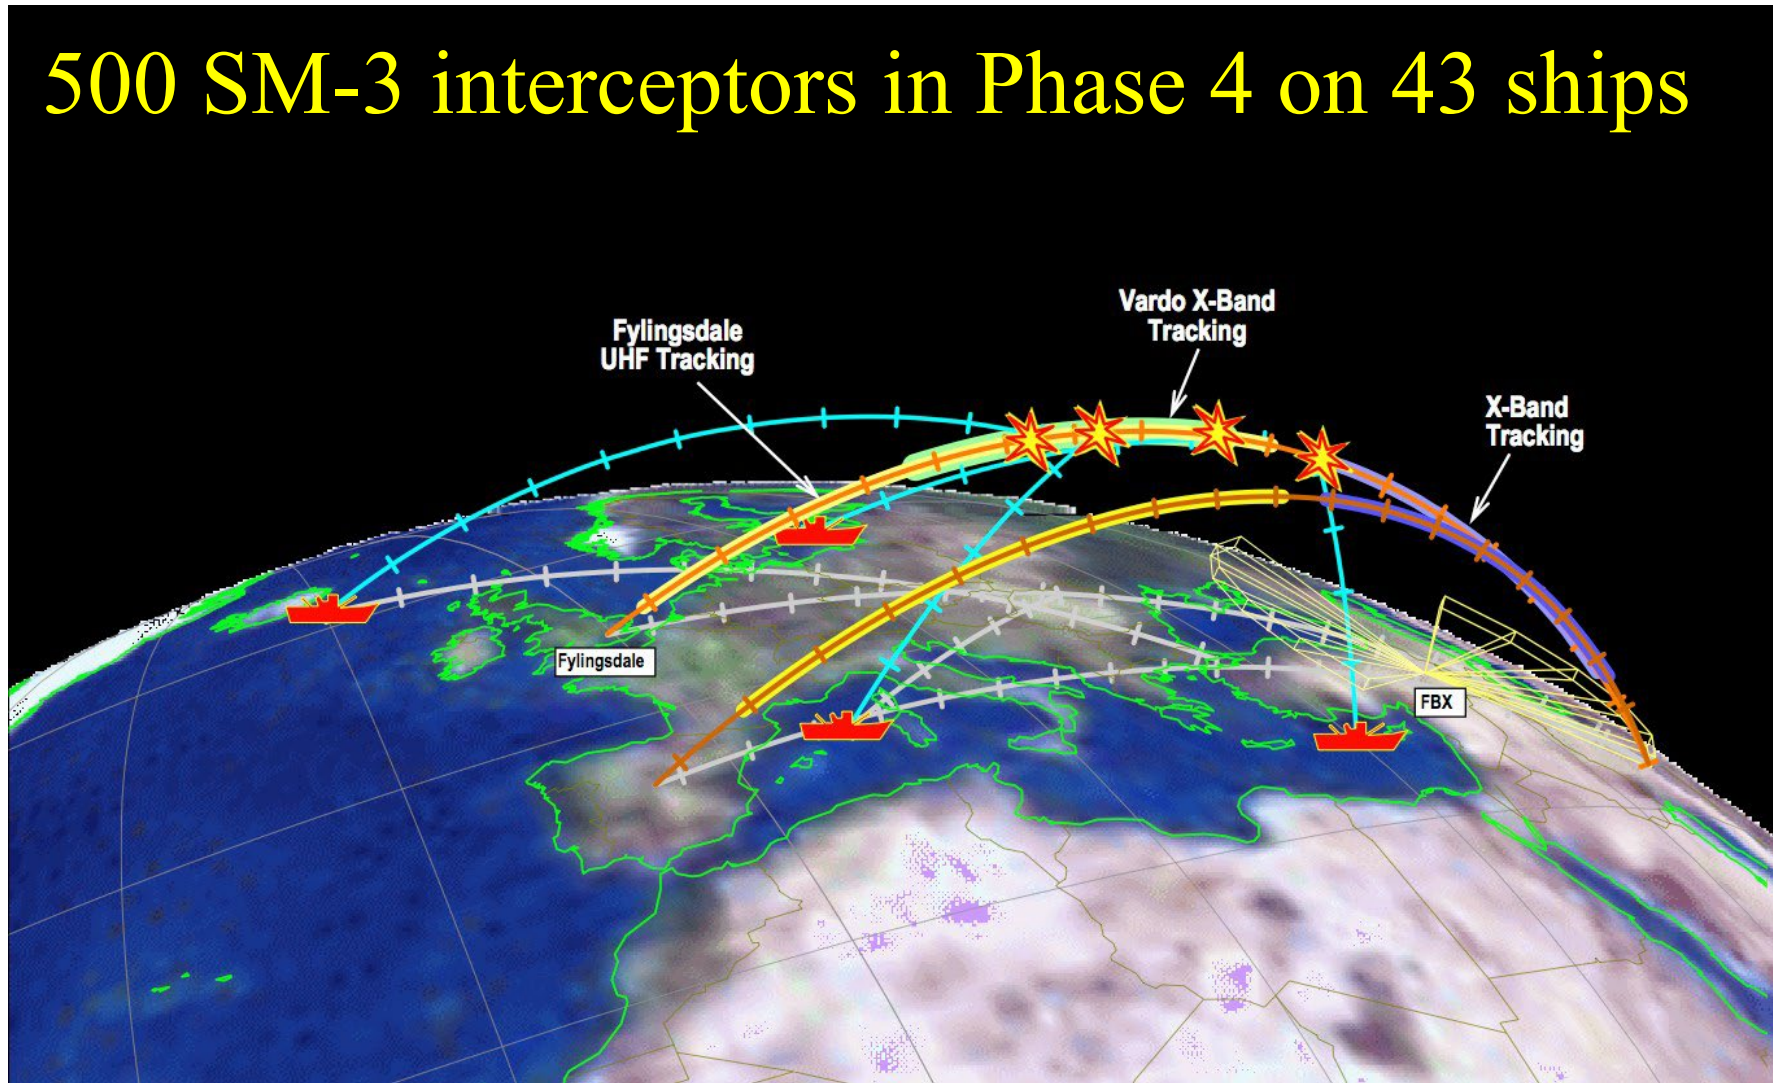 500 SM-3 interceptors in Phase 4 on 43 ships
Vardo X-Band
Tracking
Fylingsdale
UHF Tracking
X-Band
Tracking
Fylingsdale
FBX